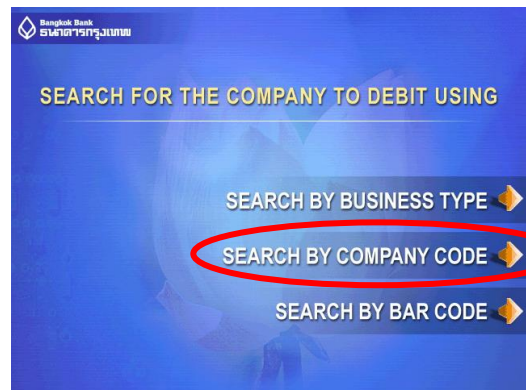 Bangkok Bank
ธนาคารกรุงเทพ
SEARCH FOR THE COMPANY TO DEBIT USING
SEARCH BY BUSINESS TYPE
SEARCH BY COMPANY CODE
SEARCH BY BAR CODE